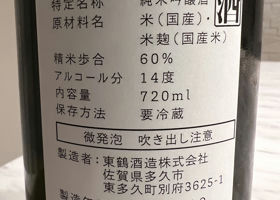 特定名称 純米吟醸酒
原材料名 米(国産)・
米麹(国産米)
酒
精米歩合 60%
アルコール分 14度
内容量 720ml
保存方法 要冷蔵
微発泡 吹き出し注意
製造者:東鶴酒造株式会社
佐賀県多久市
東多久町別府3625-1
製造年